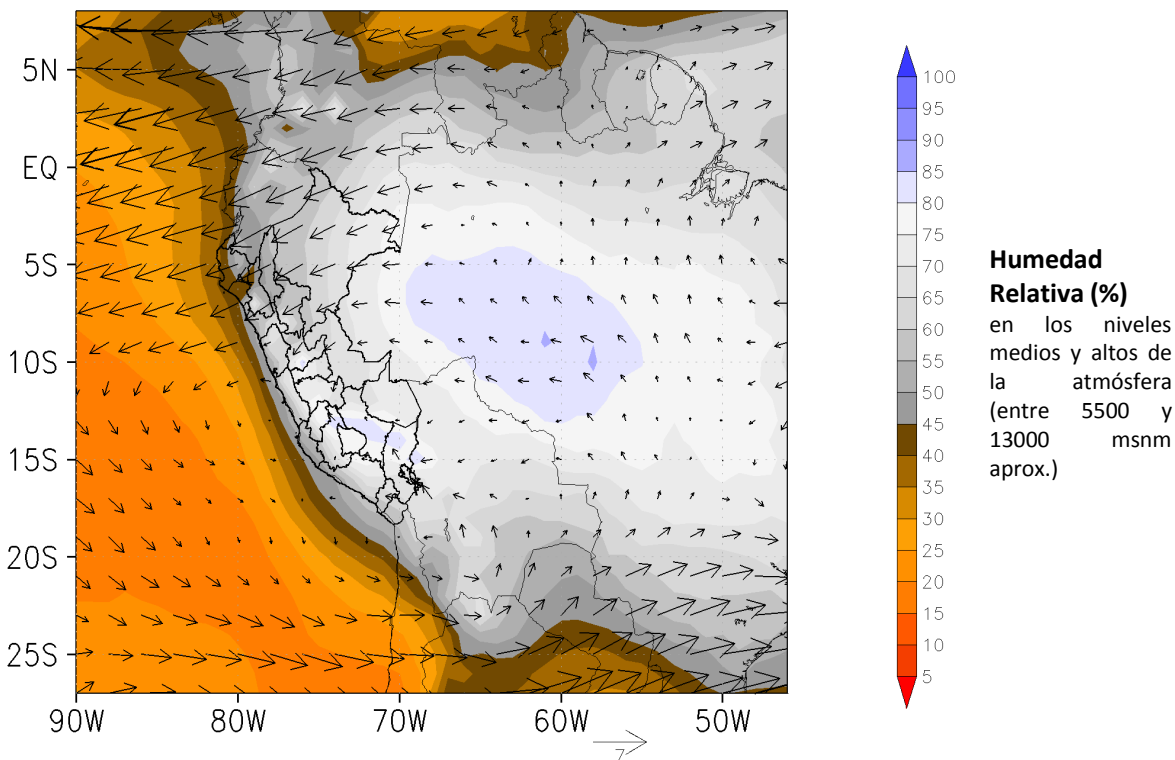 5N
EQ
5S
10S
15S
20S
25S
90W 80W 70W 60W 50W
7
100
95
90
85
80
75
70
65
60
55
50
45
40
35
30
25
20
15
10
5
Humedad
Relativa (%)
en los niveles
medios y altos de
la atmósfera
(entre 5500 y
13000 msnm
aprox.)